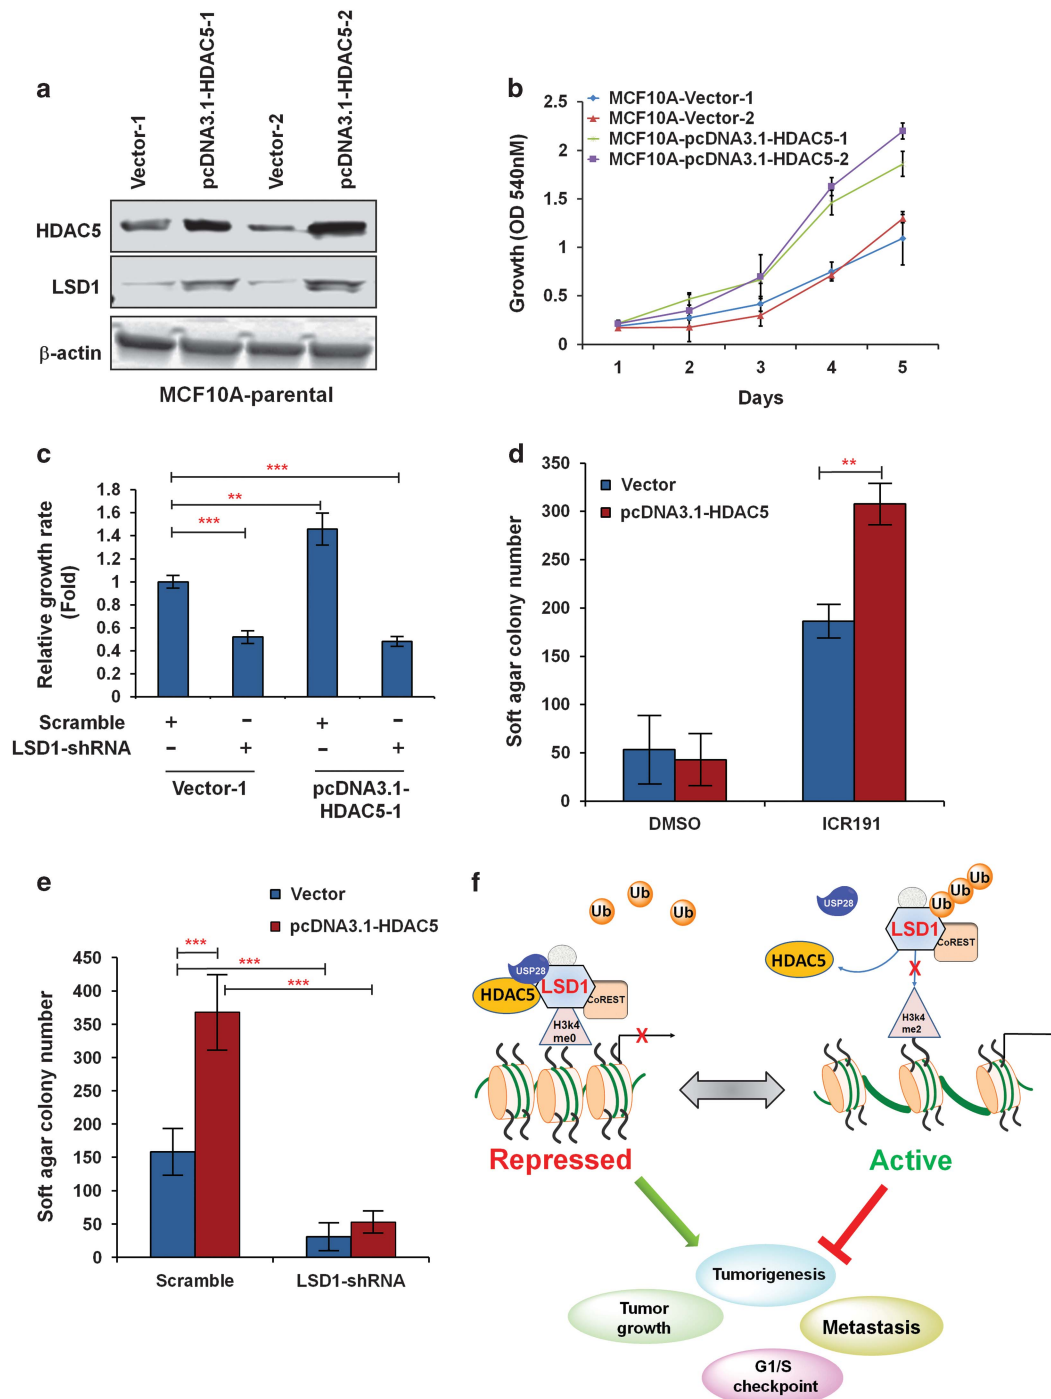 a
Vector-1
pcDNA3.1-HDAC5-1
Vector-2
pcDNA3.1-HDAC5-2
HDAC5
LSD1
β-actin
MCF10A-parental
b
MCF10A-Vector-1
MCF10A-Vector-2
MCF10A-pcDNA3.1-HDAC5-1
MCF10A-pcDNA3.1-HDAC5-2
Growth (OD 540nM)
2.5
2
1.5
1
0.5
0
1 2 3 4 5
Days
c
***
**
***
Relative growth rate
(Fold)
1.8
1.6
1.4
1.2
1
0.8
0.6
0.4
0.2
0
Scramble + - + -
LSD1-shRNA - + - +
Vector-1
pcDNA3.1-
HDAC5-1
d
Vector
pcDNA3.1-HDAC5
**
Soft agar colony number
350
300
250
200
150
100
50
0
DMSO ICR191
e
Vector
pcDNA3.1-HDAC5
***
***
***
Soft agar colony number
450
400
350
300
250
200
150
100
50
0
Scramble LSD1-shRNA
f
Ub Ub Ub
USP28
HDAC5
LSD1
CoREST
H3k4
me0
X
Repressed
USP28
Ub Ub Ub
LSD1
CoREST
HDAC5
X
H3k4
me2
Active
Tumorigenesis
Tumor
growth
Metastasis
G1/S
checkpoint